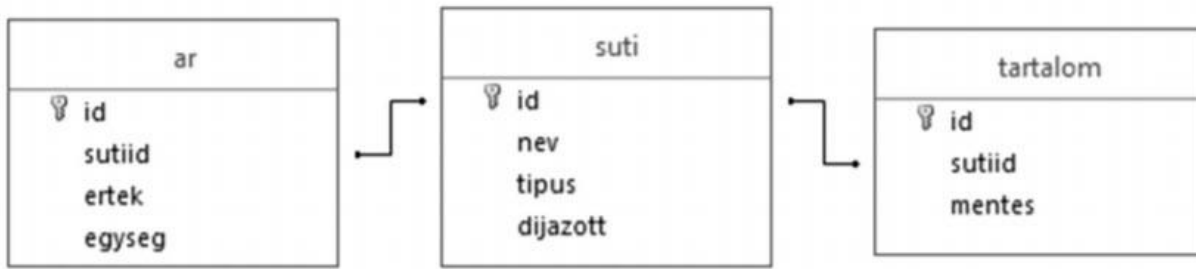 ar
id
sutiid
ertek
egyseg
suti
id
nev
tipus
dijazott
tartalom
id
sutiid
mentes